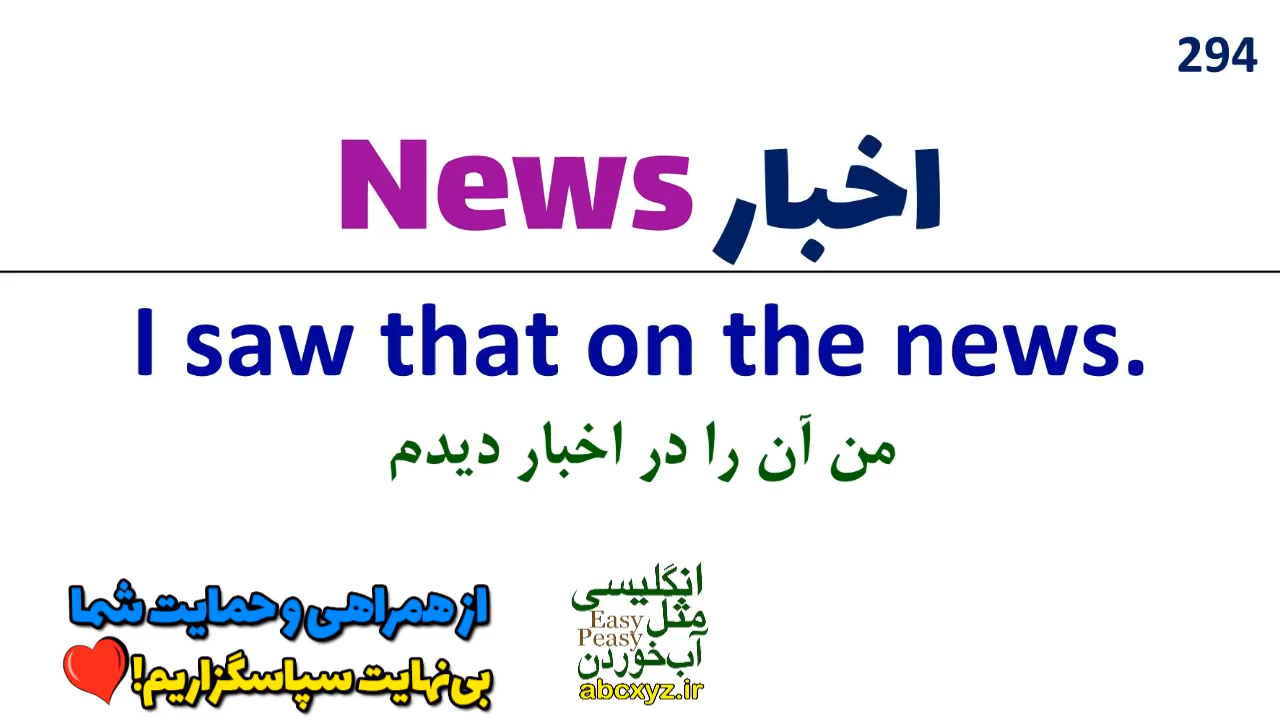 294
News اخبار
I saw that on the news.
من آن را در اخبار دیدم
از همراهی و حمایت شما
بی‌نهایت سپاسگزاریم!
انگلیسی
مثل Easy
Peasy
آب‌خوردن
abcxyz.ir